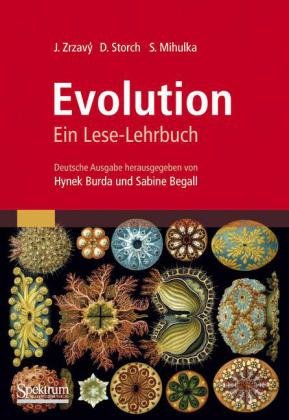 J. Zrzavý D. Storch S. Mihulka
Evolution
Ein Lese-Lehrbuch
Deutsche Ausgabe herausgegeben von
Hynek Burda und Sabine Begall
Spektrum